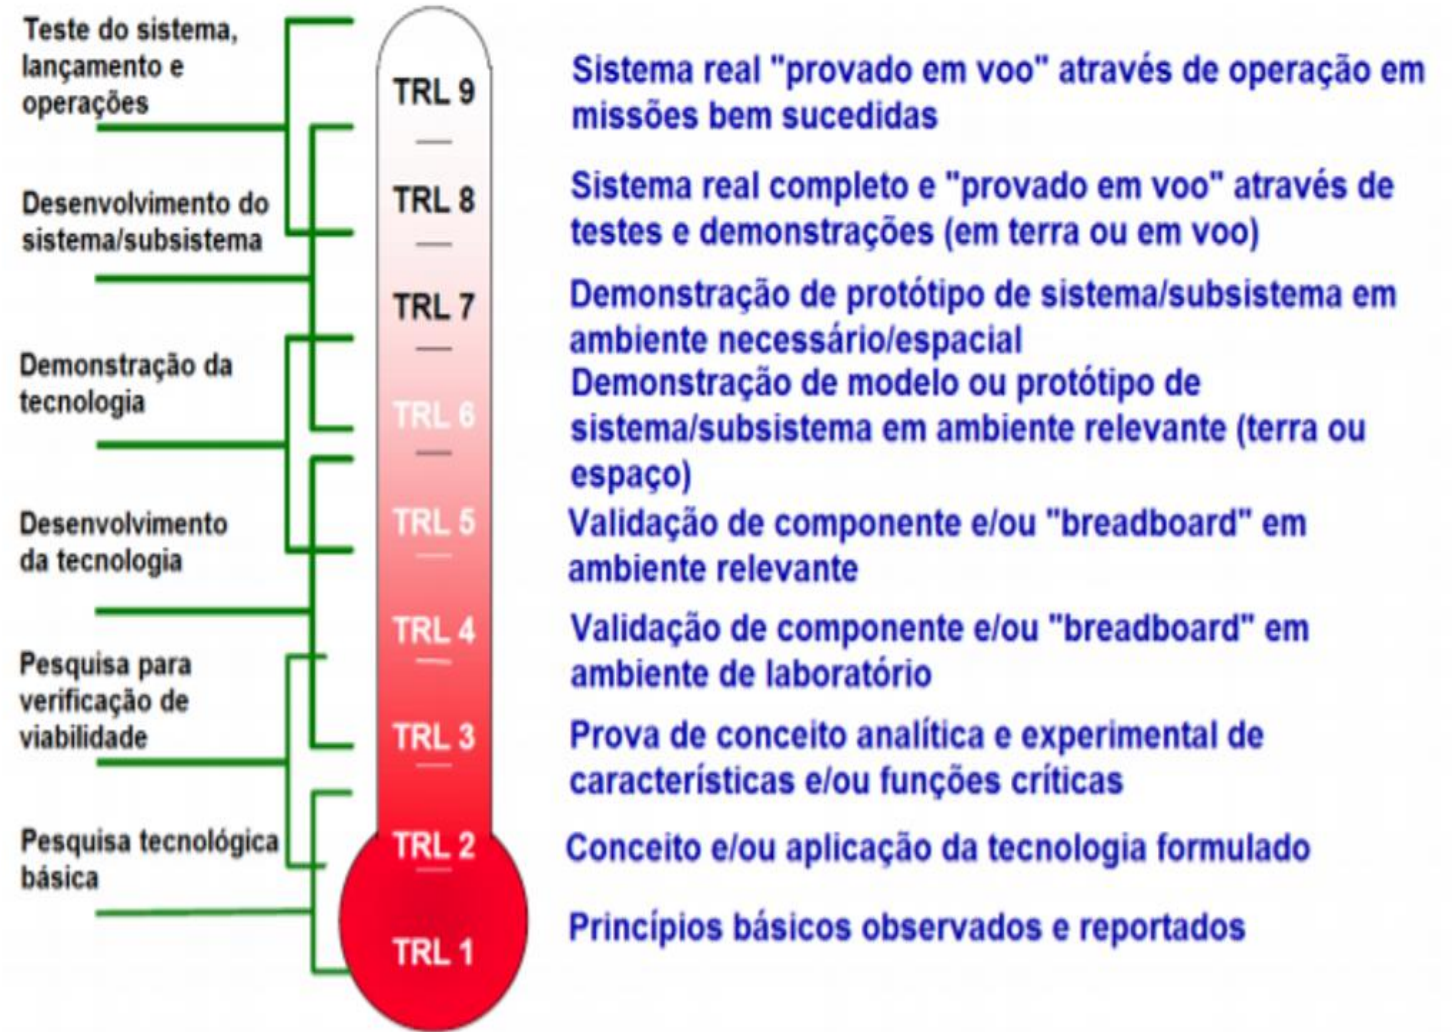 Teste do sistema,
lançamento e
operações
Desenvolvimento do
sistema/subsistema
Demonstração da
tecnologia
Desenvolvimento
da tecnologia
Pesquisa para
verificação de
viabilidade
Pesquisa tecnológica
básica
TRL 9
TRL 8
TRL 7
TRL 6
TRL 5
TRL 4
TRL 3
TRL 2
TRL 1
Sistema real "provado em voo" através de operação em
missões bem sucedidas
Sistema real completo e "provado em voo" através de
testes e demonstrações (em terra ou em voo)
Demonstração de protótipo de sistema/subsistema em
ambiente necessário/espacial
Demonstração de modelo ou protótipo de
sistema/subsistema em ambiente relevante (terra ou
espaço)
Validação de componente e/ou "breadboard" em
ambiente relevante
Validação de componente e/ou "breadboard" em
ambiente de laboratório
Prova de conceito analítica e experimental de
características e/ou funções críticas
Conceito e/ou aplicação da tecnologia formulado
Princípios básicos observados e reportados